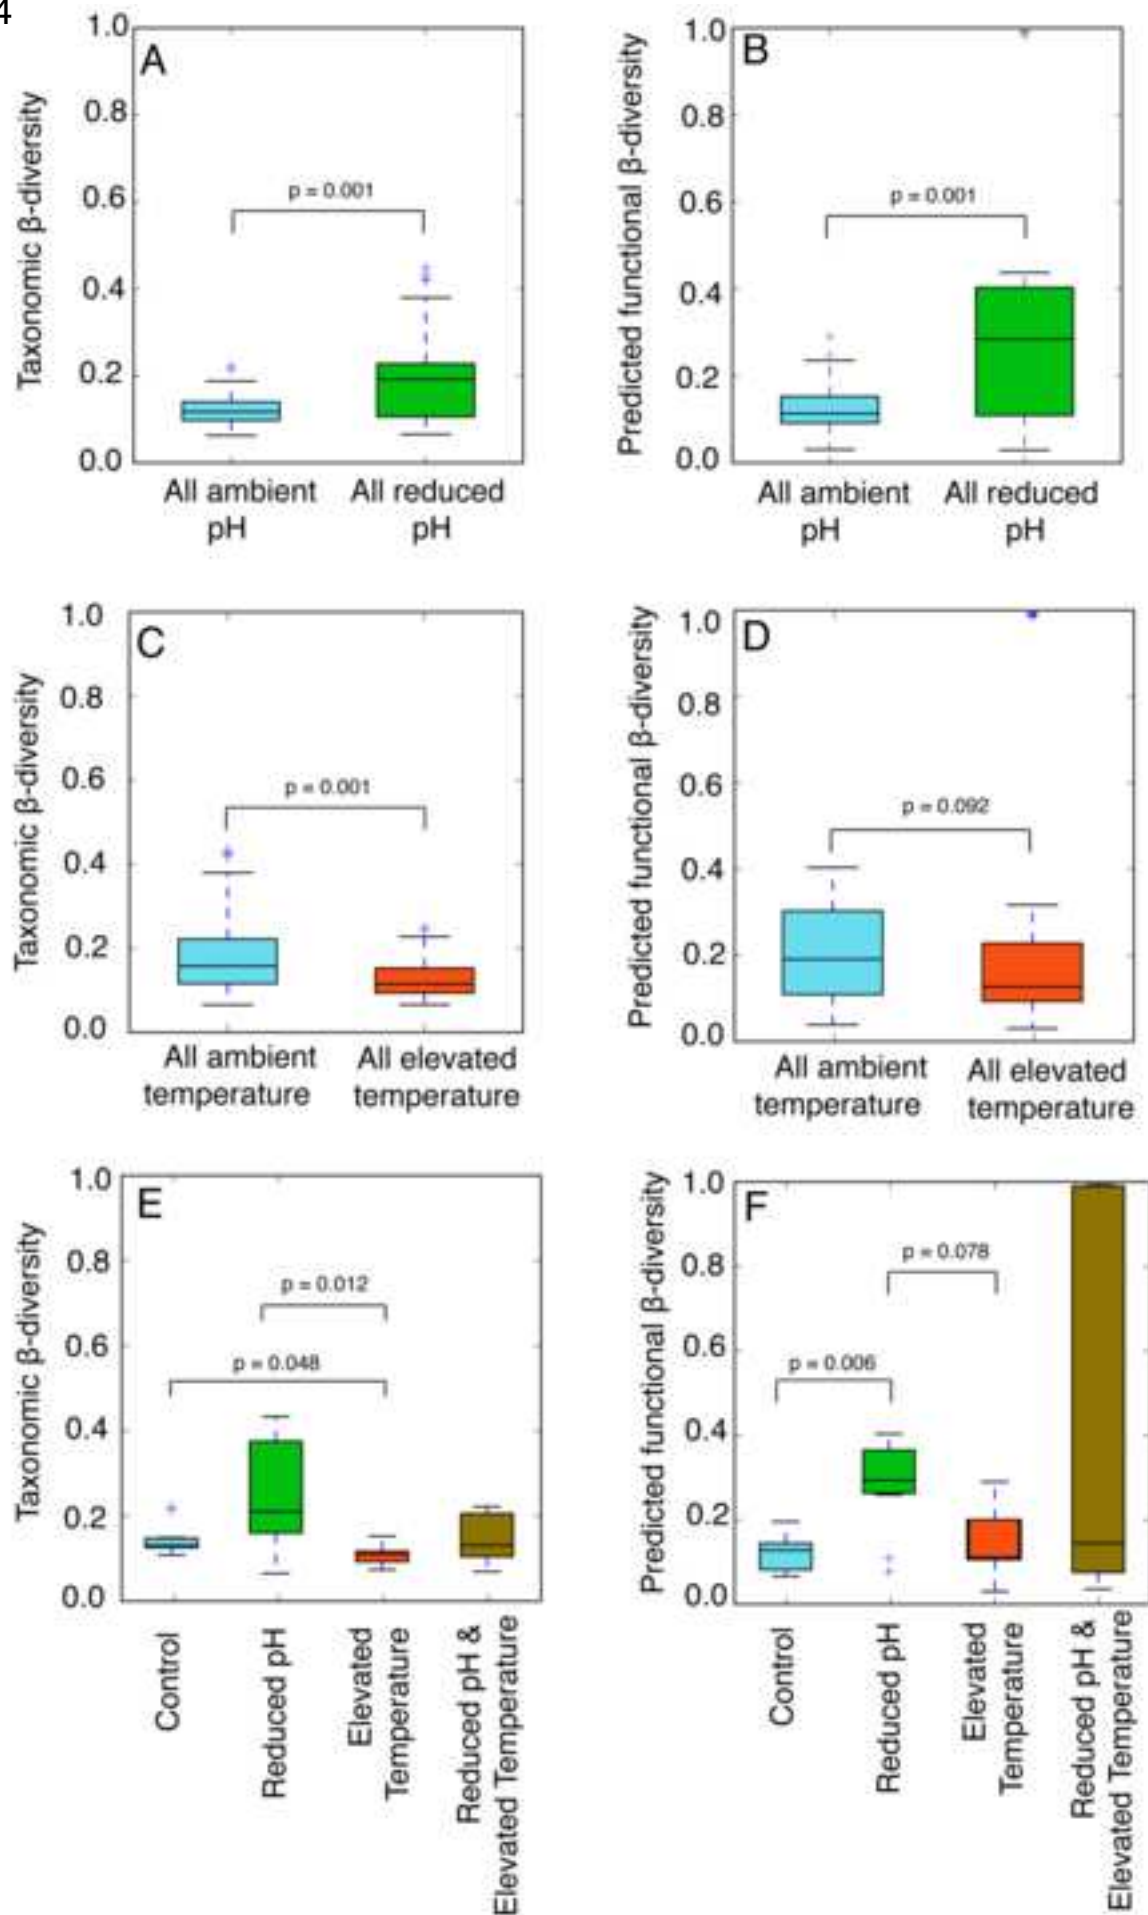 4
A
Taxonomic β-diversity
1.0
0.8
0.6
0.4
0.2
0.0
p = 0.001
All ambient
pH
All reduced
pH
B
Predicted functional β-diversity
1.0
0.8
0.6
0.4
0.2
0.0
p = 0.001
All ambient
pH
All reduced
pH
C
Taxonomic β-diversity
1.0
0.8
0.6
0.4
0.2
0.0
p = 0.001
All ambient
temperature
All elevated
temperature
D
Predicted functional β-diversity
1.0
0.8
0.6
0.4
0.2
0.0
p = 0.092
All ambient
temperature
All elevated
temperature
E
Taxonomic β-diversity
1.0
0.8
0.6
0.4
0.2
0.0
p = 0.012
p = 0.048
Control
Reduced pH
Elevated
Temperature
Reduced pH &
Elevated Temperature
F
Predicted functional β-diversity
1.0
0.8
0.6
0.4
0.2
0.0
p = 0.078
p = 0.006
Control
Reduced pH
Elevated
Temperature
Reduced pH &
Elevated Temperature